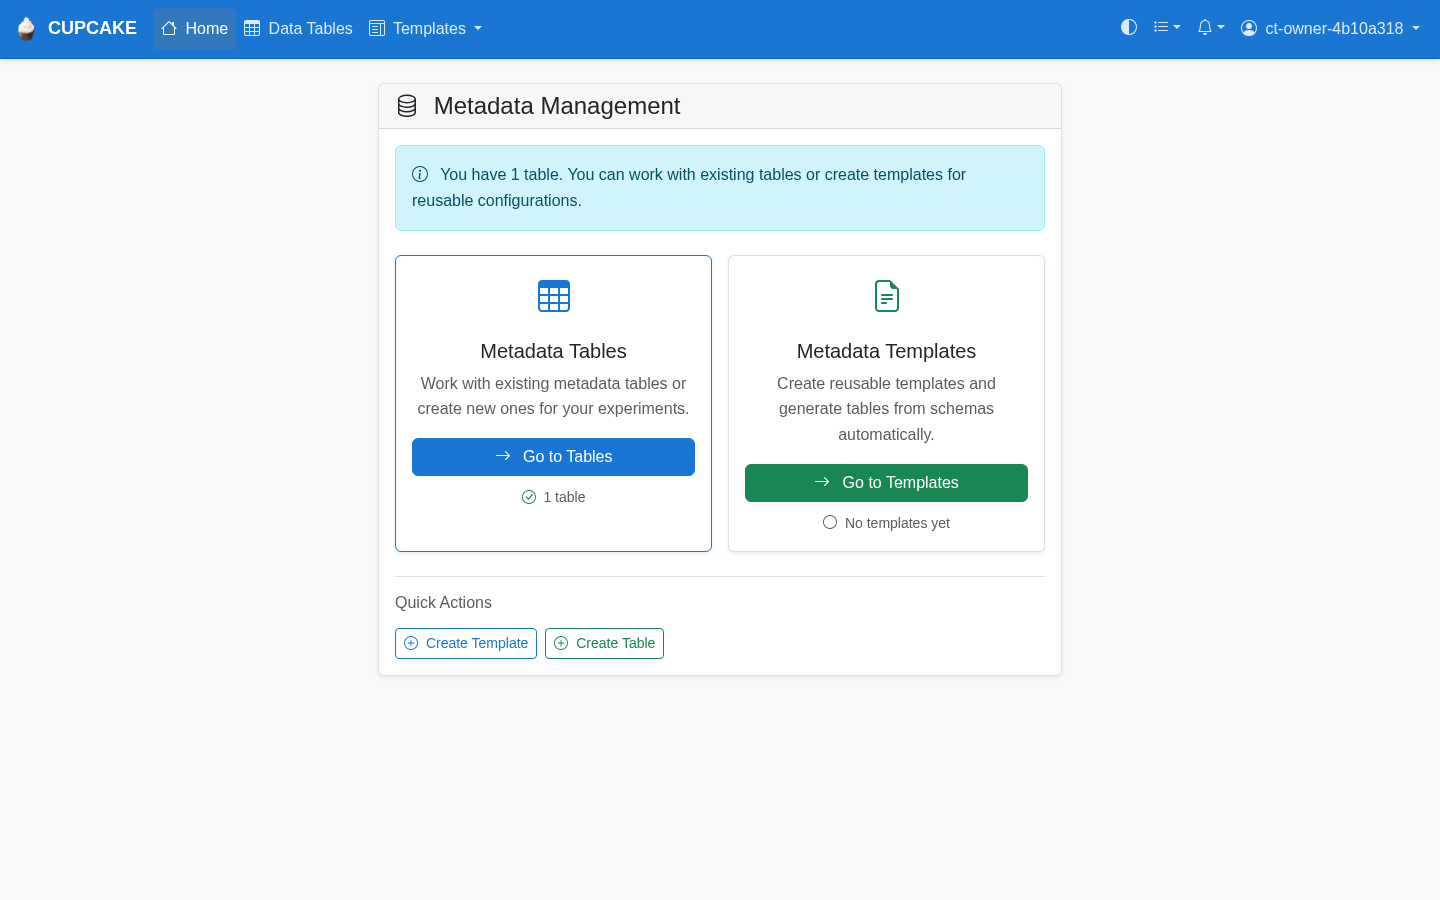 CUPCAKE
Home
Data Tables
Templates
ct-owner-4b10a318
Metadata Management
You have 1 table. You can work with existing tables or create templates for
reusable configurations.
Metadata Tables
Work with existing metadata tables or
create new ones for your experiments.
Go to Tables
1 table
Metadata Templates
Create reusable templates and
generate tables from schemas
automatically.
Go to Templates
No templates yet
Quick Actions
Create Template
Create Table